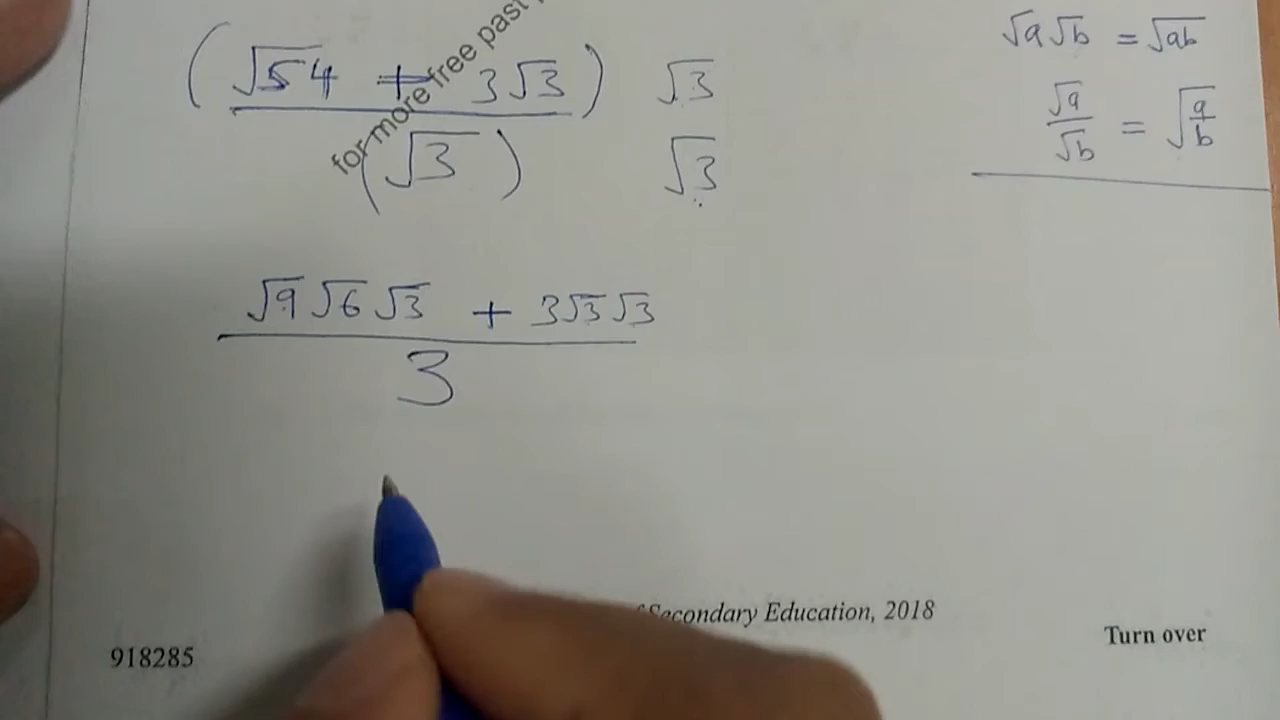 (√54 + 3√3) √3
(√3) √3
for more free past
√a√b = √ab
√a/√b = √a/b
√9√6√3 + 3√3√3
3
Secondary Education, 2018
918285
Turn over